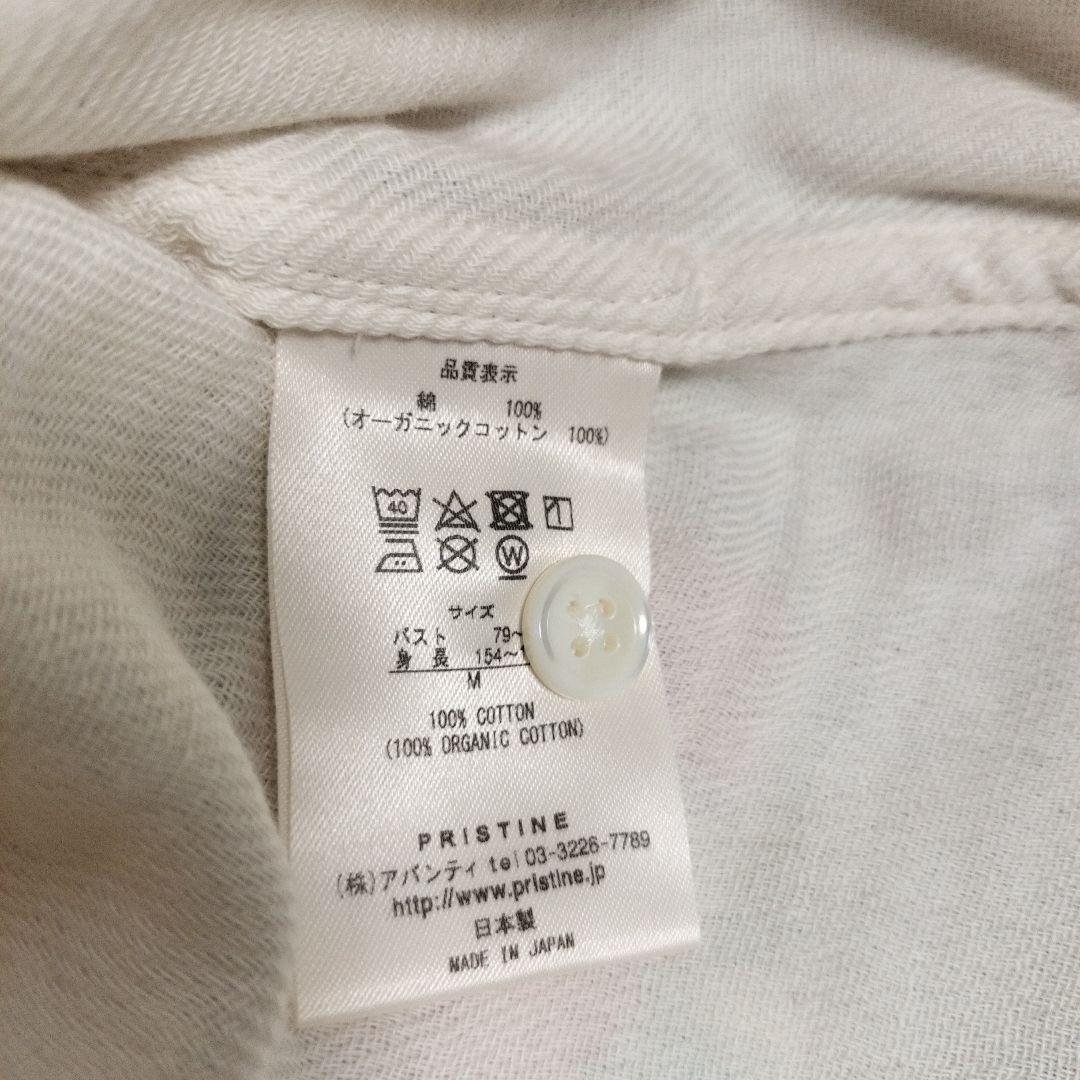 品質表示
綿 100%
(オーガニックコットン 100%)
40
W
サイズ
バスト 79~
身長 154~
M
100% COTTON
(100% ORGANIC COTTON)
PRISTINE
(株)アバンティ tel 03-3226-7789
http://www.pristine.jp
日本製
MADE IN JAPAN